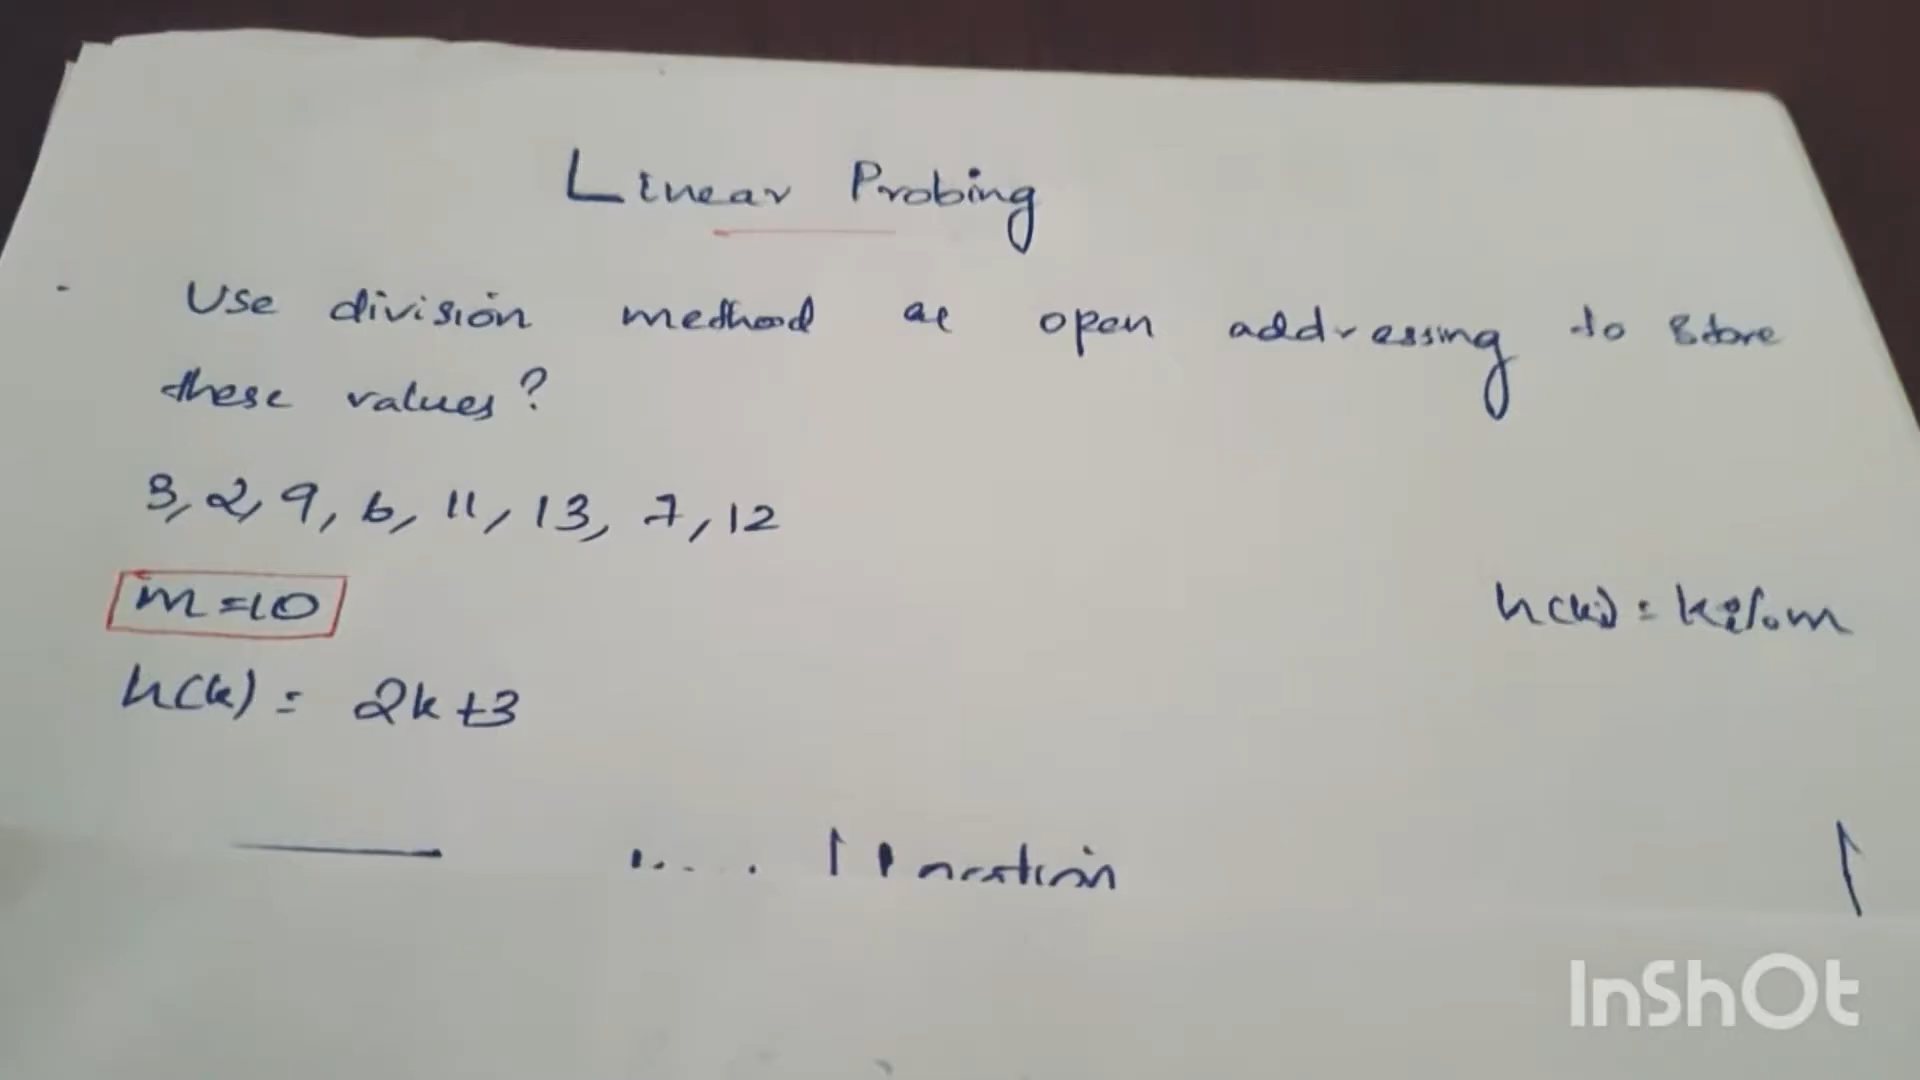 Linear Probing
Use division method as open addressing to store
these values?
3, 2, 9, 6, 11, 13, 7, 12
m=10
h(k) = k%m
h(k) = 2k+3
InShOt